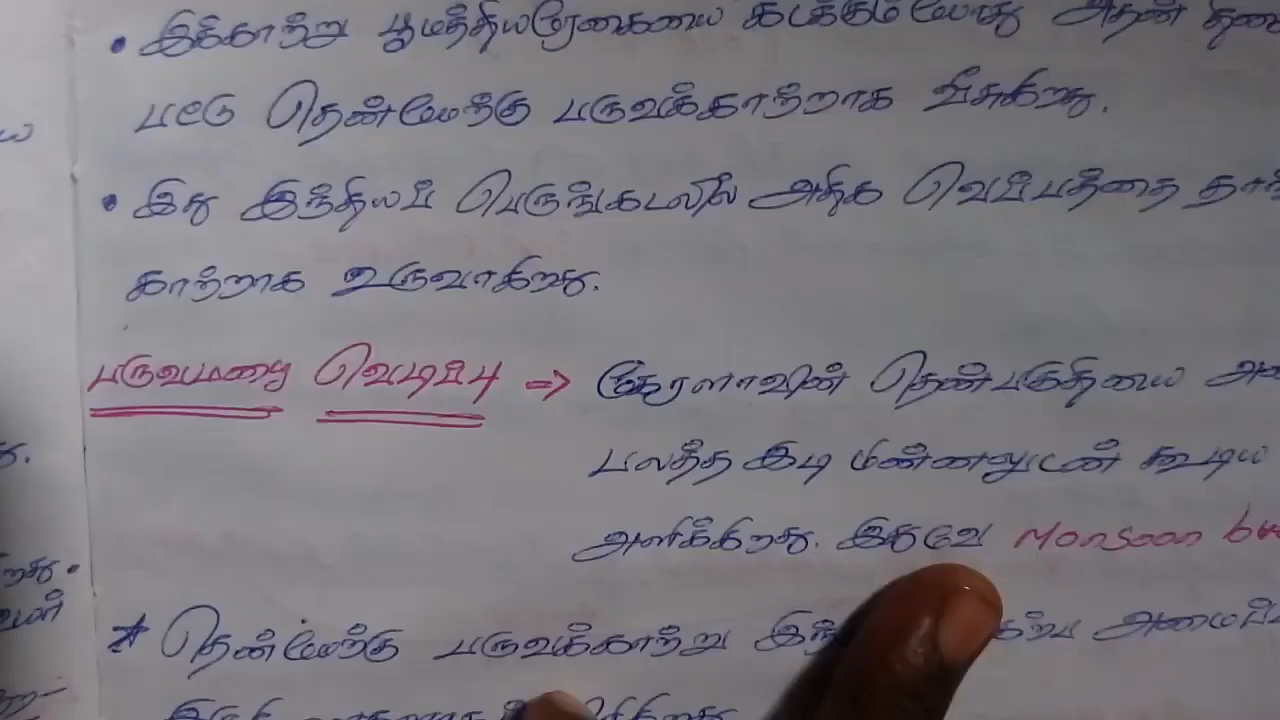 • இக்காற்று பூமத்தியரேகையை கடக்கும்போது அதன்
பட்டு தென்மேற்கு பருவக்காற்றாக வீசுகிறது.
• இது இந்தியப் பெருங்கடலில் அதிக வெப்பத்தை
காற்றாக உருவாகிறது.
பருவமழை வெடிப்பு ⇒ கேரளாவின் தென்பகுதியை
பலத்த இடி மின்னலுடன் கூடிய
அளிக்கிறது. இதுவே Monsoon
* தென்மேற்கு பருவக்காற்று